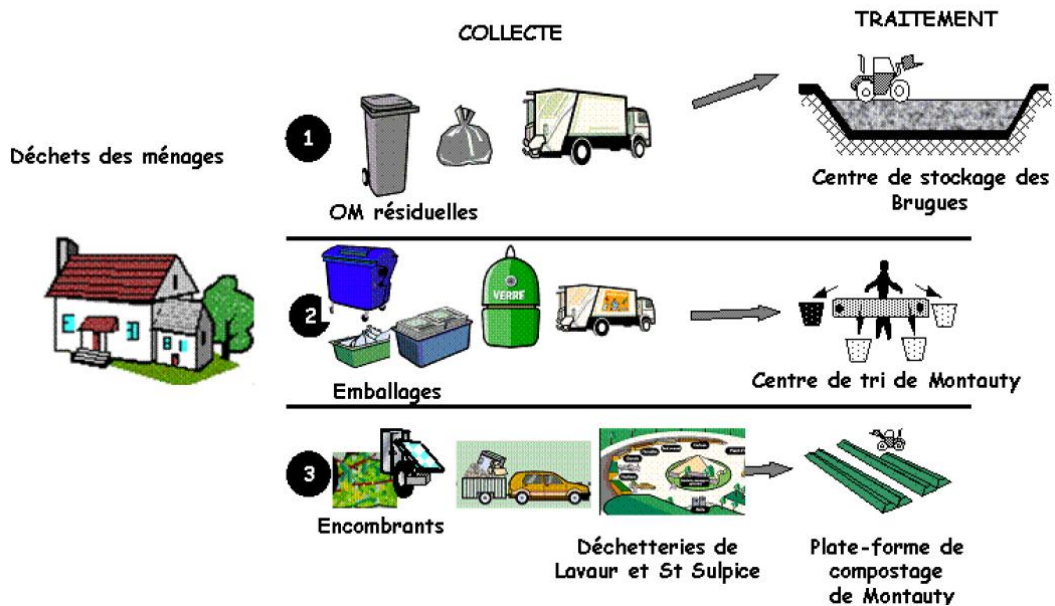 COLLECTE
TRAITEMENT
Déchets des ménages
1
OM résiduelles
Centre de stockage des
Brugues
2
VERRE
Emballages
Centre de tri de Montauty
3
Encombrants
Déchetteries de
Lavaur et St Sulpice
Plate-forme de
compostage
de Montauty